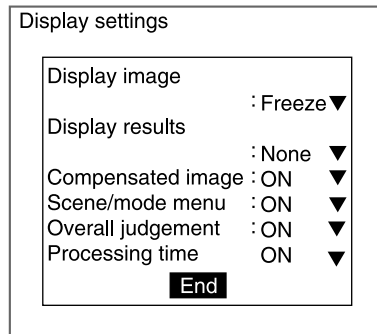 Display settings
Display image
: Freeze▼
Display results
: None ▼
Compensated image : ON ▼
Scene/mode menu : ON ▼
Overall judgement : ON ▼
Processing time ON ▼
End